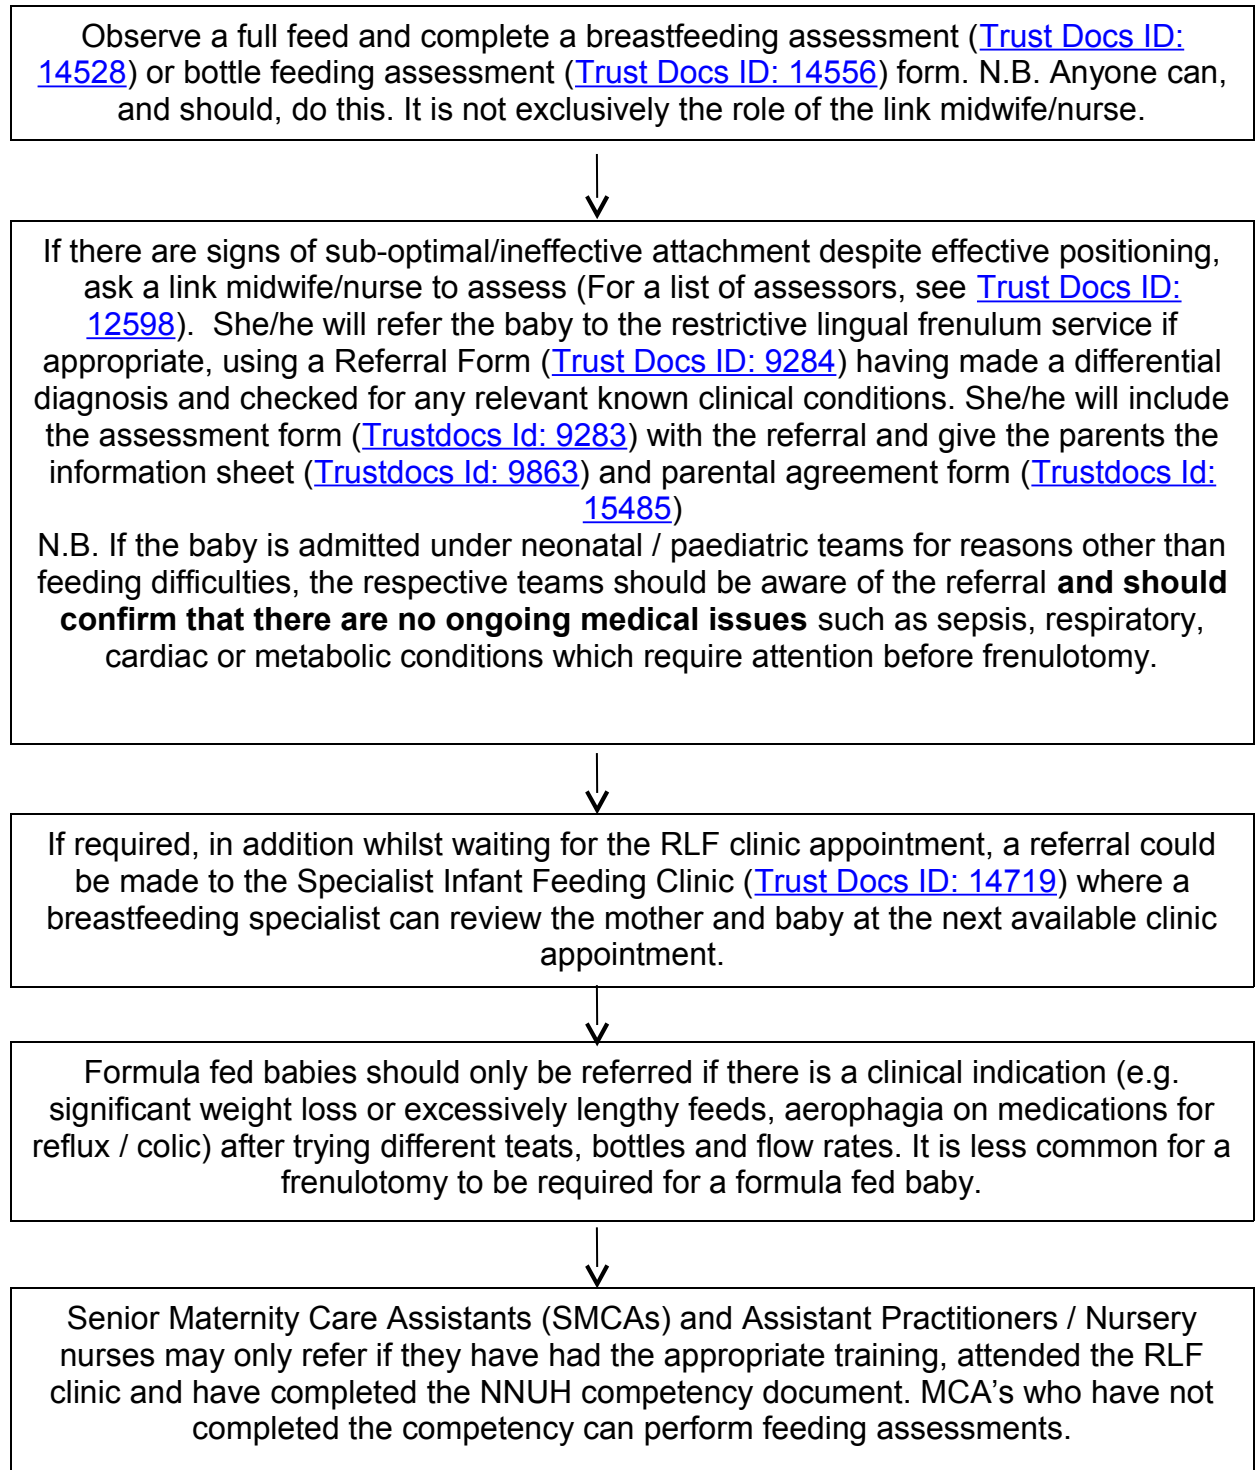 Observe a full feed and complete a breastfeeding assessment (Trust Docs ID:
14528) or bottle feeding assessment (Trust Docs ID: 14556) form. N.B. Anyone can,
and should, do this. It is not exclusively the role of the link midwife/nurse.
If there are signs of sub-optimal/ineffective attachment despite effective positioning,
ask a link midwife/nurse to assess (For a list of assessors, see Trust Docs ID:
12598). She/he will refer the baby to the restrictive lingual frenulum service if
appropriate, using a Referral Form (Trust Docs ID: 9284) having made a differential
diagnosis and checked for any relevant known clinical conditions. She/he will include
the assessment form (Trustdocs Id: 9283) with the referral and give the parents the
information sheet (Trustdocs Id: 9863) and parental agreement form (Trustdocs Id:
15485)
N.B. If the baby is admitted under neonatal / paediatric teams for reasons other than
feeding difficulties, the respective teams should be aware of the referral and should
confirm that there are no ongoing medical issues such as sepsis, respiratory,
cardiac or metabolic conditions which require attention before frenulotomy.
If required, in addition whilst waiting for the RLF clinic appointment, a referral could
be made to the Specialist Infant Feeding Clinic (Trust Docs ID: 14719) where a
breastfeeding specialist can review the mother and baby at the next available clinic
appointment.
Formula fed babies should only be referred if there is a clinical indication (e.g.
significant weight loss or excessively lengthy feeds, aerophagia on medications for
reflux / colic) after trying different teats, bottles and flow rates. It is less common for a
frenulotomy to be required for a formula fed baby.
Senior Maternity Care Assistants (SMCAs) and Assistant Practitioners / Nursery
nurses may only refer if they have had the appropriate training, attended the RLF
clinic and have completed the NNUH competency document. MCA's who have not
completed the competency can perform feeding assessments.